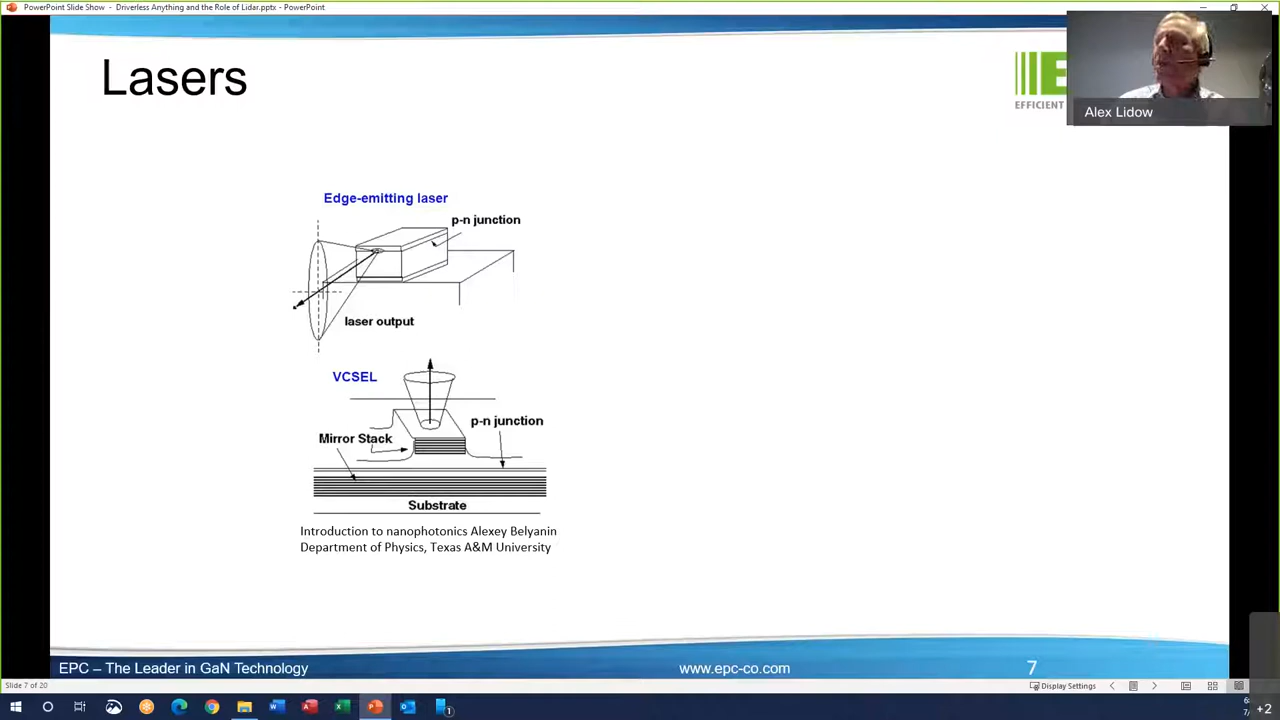 PowerPoint Slide Show - Driverless Anything and the Role of Lidar.pptx - PowerPoint
Lasers
E
EFFICIENT
Alex Lidow
Edge-emitting laser
p-n junction
laser output
VCSEL
p-n junction
Mirror Stack
Substrate
Introduction to nanophotonics Alexey Belyanin
Department of Physics, Texas A&M University
EPC – The Leader in GaN Technology
www.epc-co.com
7
Slide 7 of 20
Display Settings
1
+2